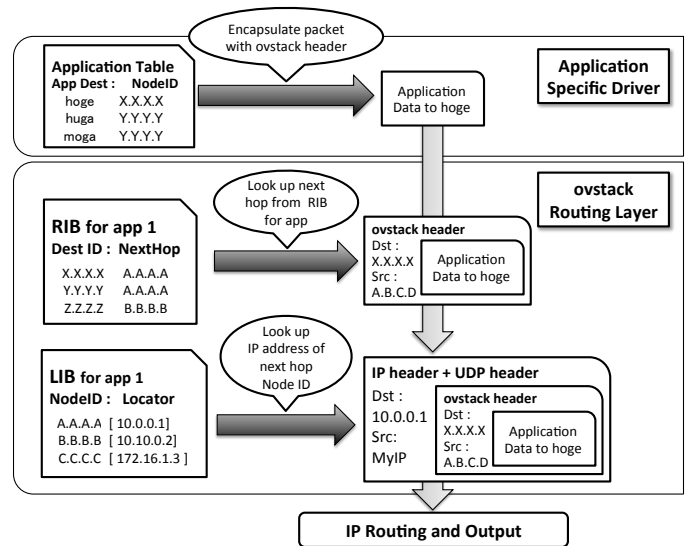 Encapsulate packet
with ovstack header
Application Table
App Dest : NodeID
hoge X.X.X.X
huga Y.Y.Y.Y
moga Y.Y.Y.Y
Application
Data to hoge
Application
Specific Driver
Look up next
hop from RIB
for app
ovstack
Routing Layer
RIB for app 1
Dest ID : NextHop
X.X.X.X A.A.A.A
Y.Y.Y.Y A.A.A.A
Z.Z.Z.Z B.B.B.B
ovstack header
Dst :
X.X.X.X
Src :
A.B.C.D
Application
Data to hoge
Look up
IP address of
next hop
Node ID
LIB for app 1
NodeID : Locator
A.A.A.A [ 10.0.0.1]
B.B.B.B [ 10.10.0.2]
C.C.C.C [ 172.16.1.3 ]
IP header + UDP header
Dst :
10.0.0.1
Src:
MyIP
ovstack header
Dst :
X.X.X.X
Src :
A.B.C.D
Application
Data to hoge
IP Routing and Output